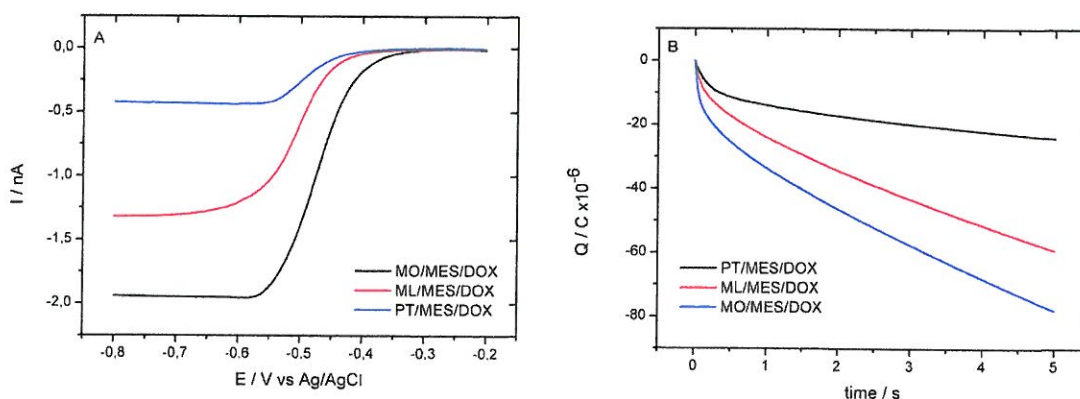 A
0,0
-0,5
-1,0
-1,5
-2,0
I / nA
MO/MES/DOX
ML/MES/DOX
PT/MES/DOX
-0,8 -0,7 -0,6 -0,5 -0,4 -0,3 -0,2
E / V vs Ag/AgCl
B
0
-20
-40
-60
-80
Q / C x10-6
PT/MES/DOX
ML/MES/DOX
MO/MES/DOX
0 1 2 3 4 5
time / s